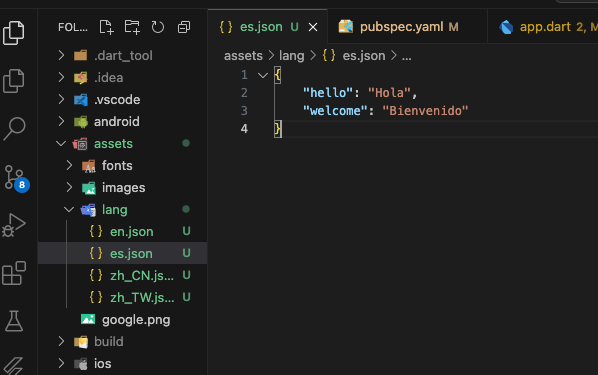 FOL...
es.json U
pubspec.yaml M
app.dart 2, M
assets > lang > {} es.json > ...
.dart_tool
.idea
.vscode
android
assets
fonts
images
lang
{} en.json U
{} es.json U
{} zh_CN.js... U
{} zh_TW.js... U
google.png
build
ios
8
1 {
2 "hello": "Hola",
3 "welcome": "Bienvenido"
4 }